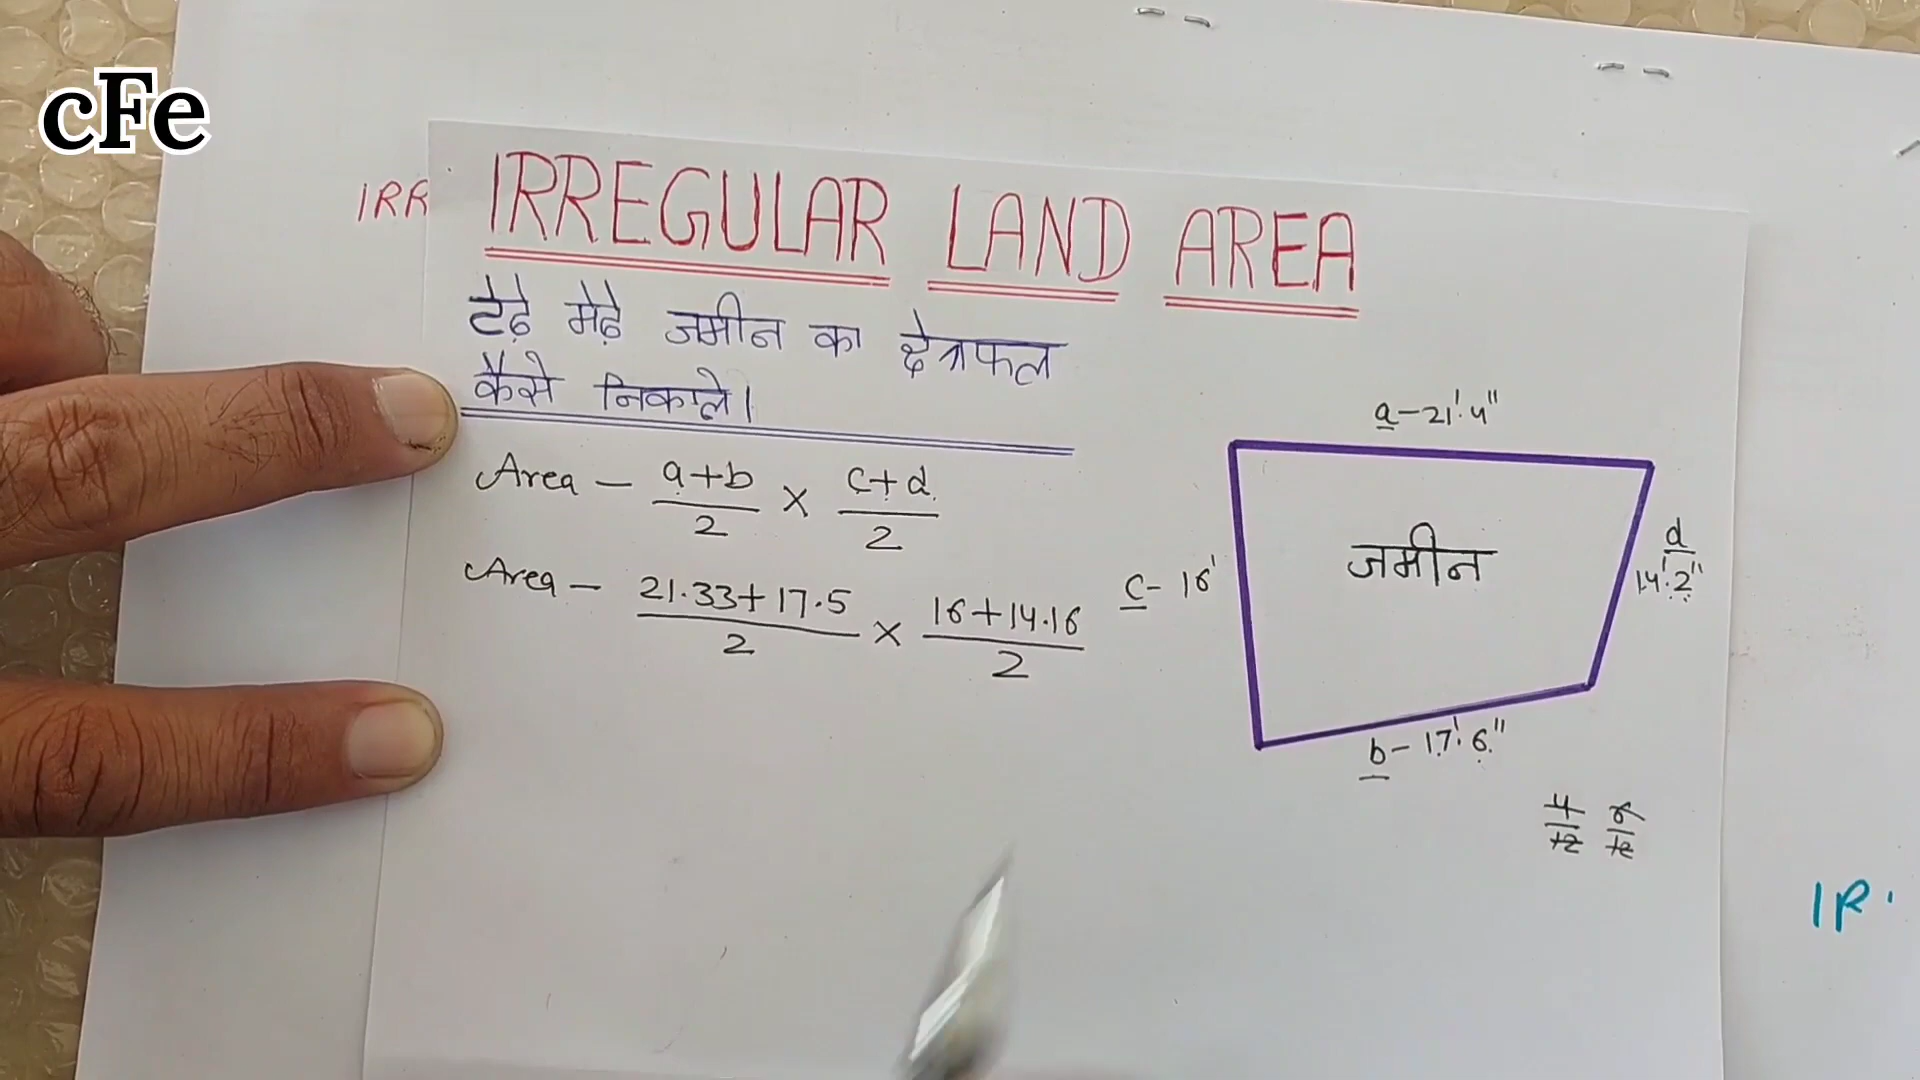 cFe
IRR
IRREGULAR LAND AREA
टेढ़े मेढ़े जमीन का क्षेत्रफल
कैसे निकाले।
Area - a+b/2 × c+d/2
Area - 21.33+17.5/2 × 16+14.16/2
a-21'.4"
जमीन
d
14'.2"
c- 16'
b- 17'.6"
4/12 6/12
IR